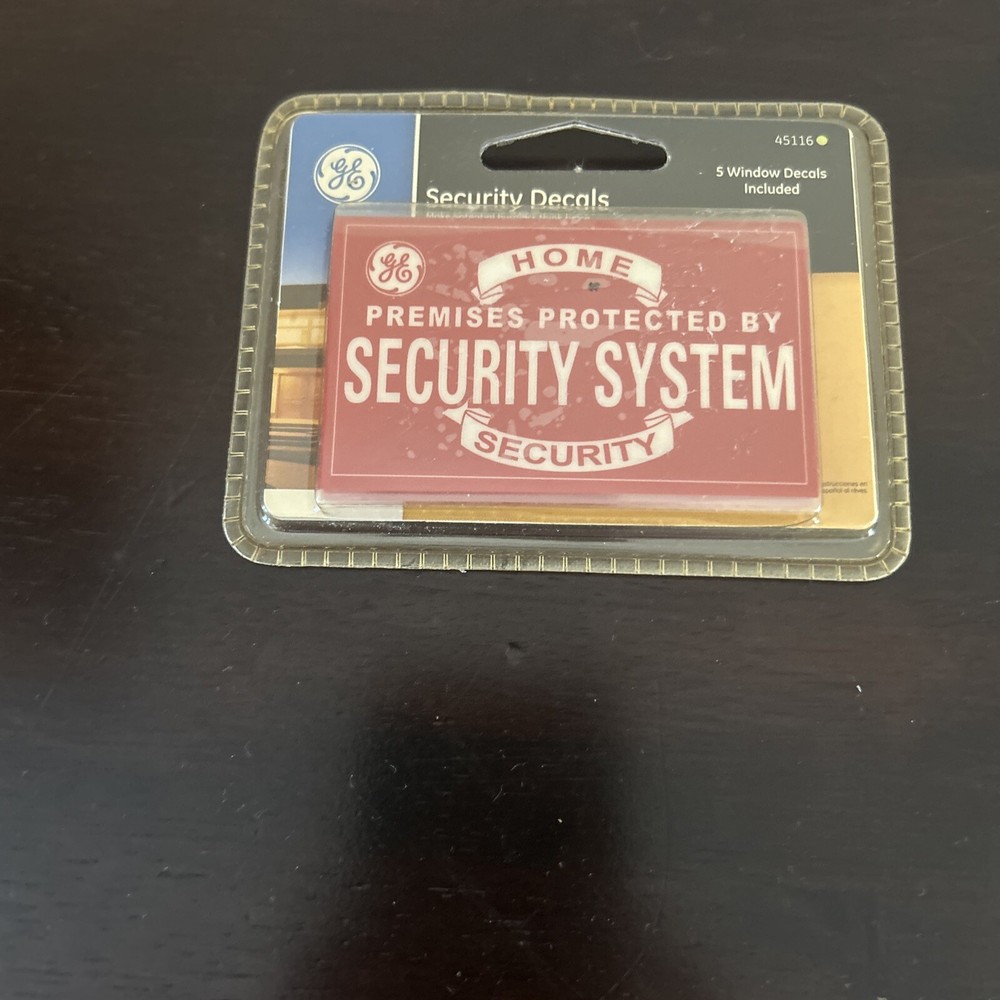 45116
5 Window Decals
Included
GE
Security Decals
GE
HOME
PREMISES PROTECTED BY
SECURITY SYSTEM
SECURITY